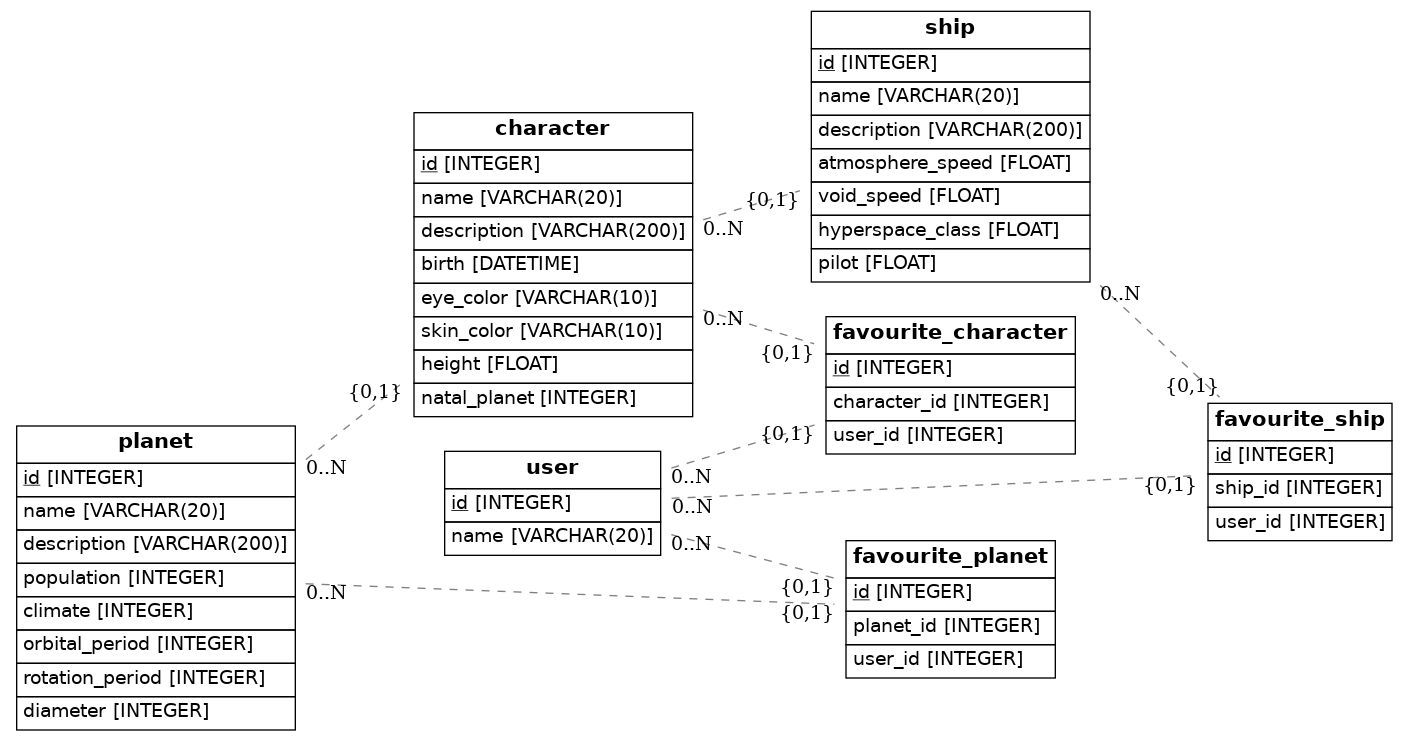 ship
id [INTEGER]
name [VARCHAR(20)]
description [VARCHAR(200)]
atmosphere_speed [FLOAT]
void_speed [FLOAT]
hyperspace_class [FLOAT]
pilot [FLOAT]
character
id [INTEGER]
name [VARCHAR(20)]
description [VARCHAR(200)]
birth [DATETIME]
eye_color [VARCHAR(10)]
skin_color [VARCHAR(10)]
height [FLOAT]
natal_planet [INTEGER]
{0,1}
0..N
0..N
{0,1}
0..N
{0,1}
favourite_character
id [INTEGER]
character_id [INTEGER]
user_id [INTEGER]
{0,1}
0..N
planet
id [INTEGER]
name [VARCHAR(20)]
description [VARCHAR(200)]
population [INTEGER]
climate [INTEGER]
orbital_period [INTEGER]
rotation_period [INTEGER]
diameter [INTEGER]
user
id [INTEGER]
name [VARCHAR(20)]
{0,1}
0..N
0..N
{0,1}
0..N
{0,1}
0..N
{0,1}
favourite_ship
id [INTEGER]
ship_id [INTEGER]
user_id [INTEGER]
favourite_planet
id [INTEGER]
planet_id [INTEGER]
user_id [INTEGER]